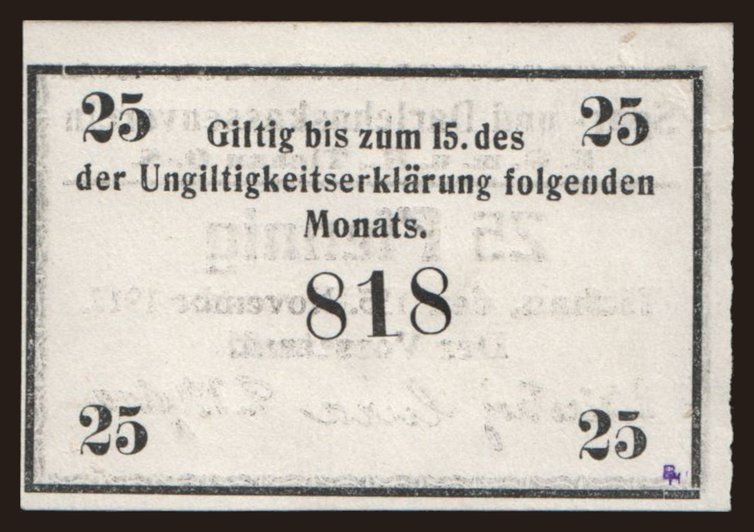 25 25
Giltig bis zum 15. des
der Ungiltigkeitserklärung folgenden
Monats.
818
25 25